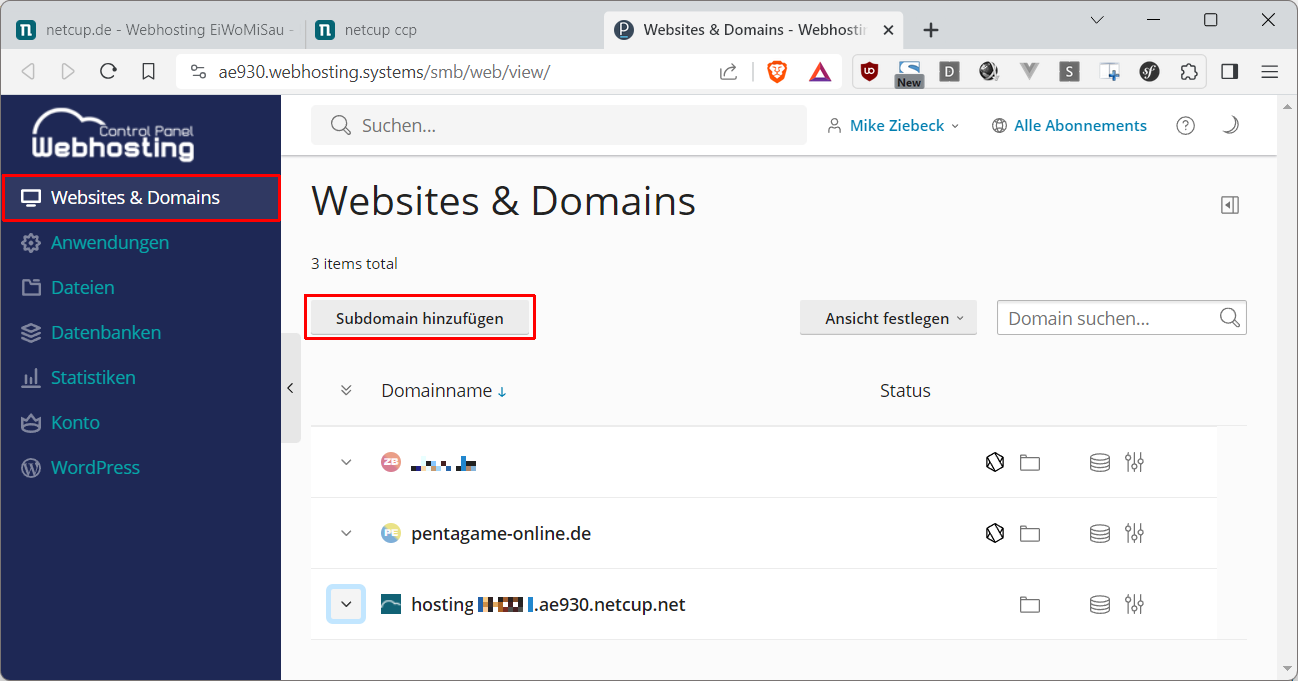 netcup.de - Webhosting EiWoMiSau -
netcup ccp
Websites & Domains - Webhostin
ae930.webhosting.systems/smb/web/view/
New
Control Panel
Webhosting
Suchen...
Mike Ziebeck
Alle Abonnements
Websites & Domains
Anwendungen
Dateien
Datenbanken
Statistiken
Konto
WordPress
Websites & Domains
3 items total
Subdomain hinzufügen
Ansicht festlegen
Domain suchen...
Domainname
Status
ZB
PE pentagame-online.de
hosting .ae930.netcup.net